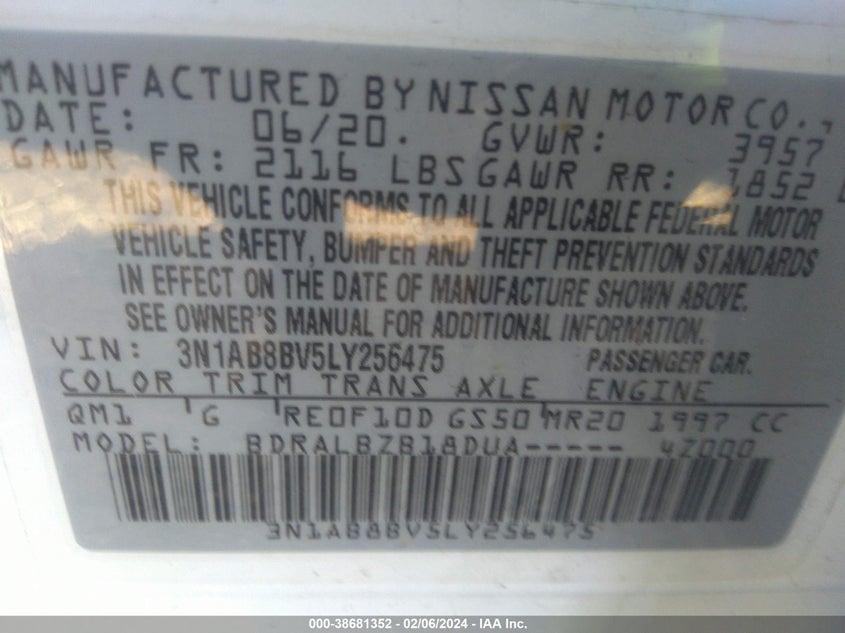 MANUFACTURED BY NISSAN MOTOR CO.,
DATE: 06/20. GVWR: 3957
GAWR FR: 2116 LBS GAWR RR: 1852 L
THIS VEHICLE CONFORMS TO ALL APPLICABLE FEDERAL MOTOR
VEHICLE SAFETY, BUMPER AND THEFT PREVENTION STANDARDS
IN EFFECT ON THE DATE OF MANUFACTURE SHOWN ABOVE.
SEE OWNER'S MANUAL FOR ADDITIONAL INFORMATION.
VIN: 3N1AB8BV5LY256475 PASSENGER CAR.
COLOR TRIM TRANS AXLE ENGINE
QM1 G RE0F10D GS50 MR20 1997 CC
MODEL: BDRALBZB18DUA----- 4Z000
3N1AB8BV5LY256475
000-38681352 - 02/06/2024 - IAA Inc.